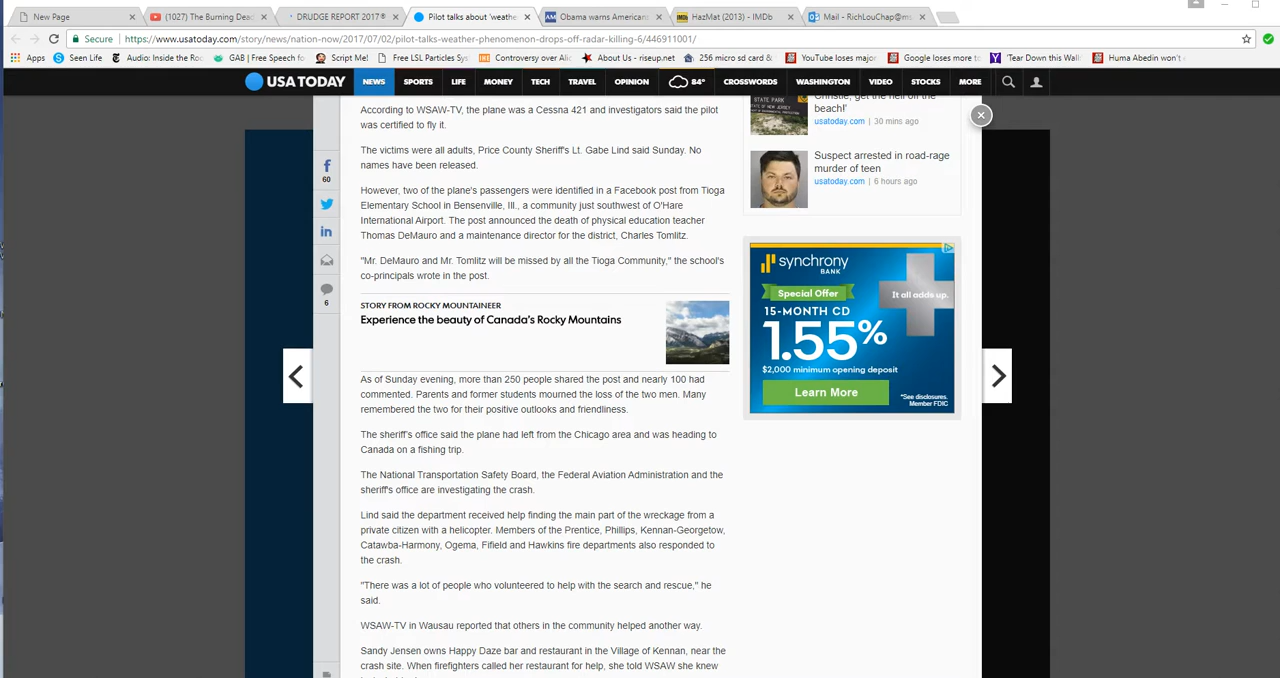 New Page
(1027) The Burning Dead
DRUDGE REPORT 2017®
Pilot talks about 'weathe
Obama warns American
HazMat (2013) - IMDb
Mail - RichLouChap@ms
Secure
https://www.usatoday.com/story/news/nation-now/2017/07/02/pilot-talks-weather-phenomenon-drops-off-radar-killing-6/446911001/
Apps
Seen Life
Audio: Inside the Ro
GAB | Free Speech fo
Script Me!
Free LSL Particles Sy
Controversy over Ali
About Us - riseup.net
256 micro sd card &
YouTube loses major
Google loses more to
'Tear Down this Wall
Huma Abedin won't
USA TODAY
NEWS
SPORTS
LIFE
MONEY
TECH
TRAVEL
OPINION
84°
CROSSWORDS
WASHINGTON
VIDEO
STOCKS
MORE
According to WSAW-TV, the plane was a Cessna 421 and investigators said the pilot
was certified to fly it.
The victims were all adults, Price County Sheriff's Lt. Gabe Lind said Sunday. No
names have been released.
However, two of the plane's passengers were identified in a Facebook post from Tioga
Elementary School in Bensenville, Ill., a community just southwest of O'Hare
International Airport. The post announced the death of physical education teacher
Thomas DeMauro and a maintenance director for the district, Charles Tomlitz.
"Mr. DeMauro and Mr. Tomlitz will be missed by all the Tioga Community," the school's
co-principals wrote in the post.
STORY FROM ROCKY MOUNTAINEER
Experience the beauty of Canada's Rocky Mountains
As of Sunday evening, more than 250 people shared the post and nearly 100 had
commented. Parents and former students mourned the loss of the two men. Many
remembered the two for their positive outlooks and friendliness.
The sheriff's office said the plane had left from the Chicago area and was heading to
Canada on a fishing trip.
The National Transportation Safety Board, the Federal Aviation Administration and the
sheriff's office are investigating the crash.
Lind said the department received help finding the main part of the wreckage from a
private citizen with a helicopter. Members of the Prentice, Phillips, Kennan-Georgetow,
Catawba-Harmony, Ogema, Fifield and Hawkins fire departments also responded to
the crash.
"There was a lot of people who volunteered to help with the search and rescue," he
said.
WSAW-TV in Wausau reported that others in the community helped another way.
Sandy Jensen owns Happy Daze bar and restaurant in the Village of Kennan, near the
crash site. When firefighters called her restaurant for help, she told WSAW she knew
60
6
STATE PARK
Christie, get the hell off the
beach!'
usatoday.com | 30 mins ago
Suspect arrested in road-rage
murder of teen
usatoday.com | 6 hours ago
synchrony
BANK
Special Offer
It all adds up.
15-MONTH CD
1.55%
$2,000 minimum opening deposit
Learn More
*See disclosures.
Member FDIC